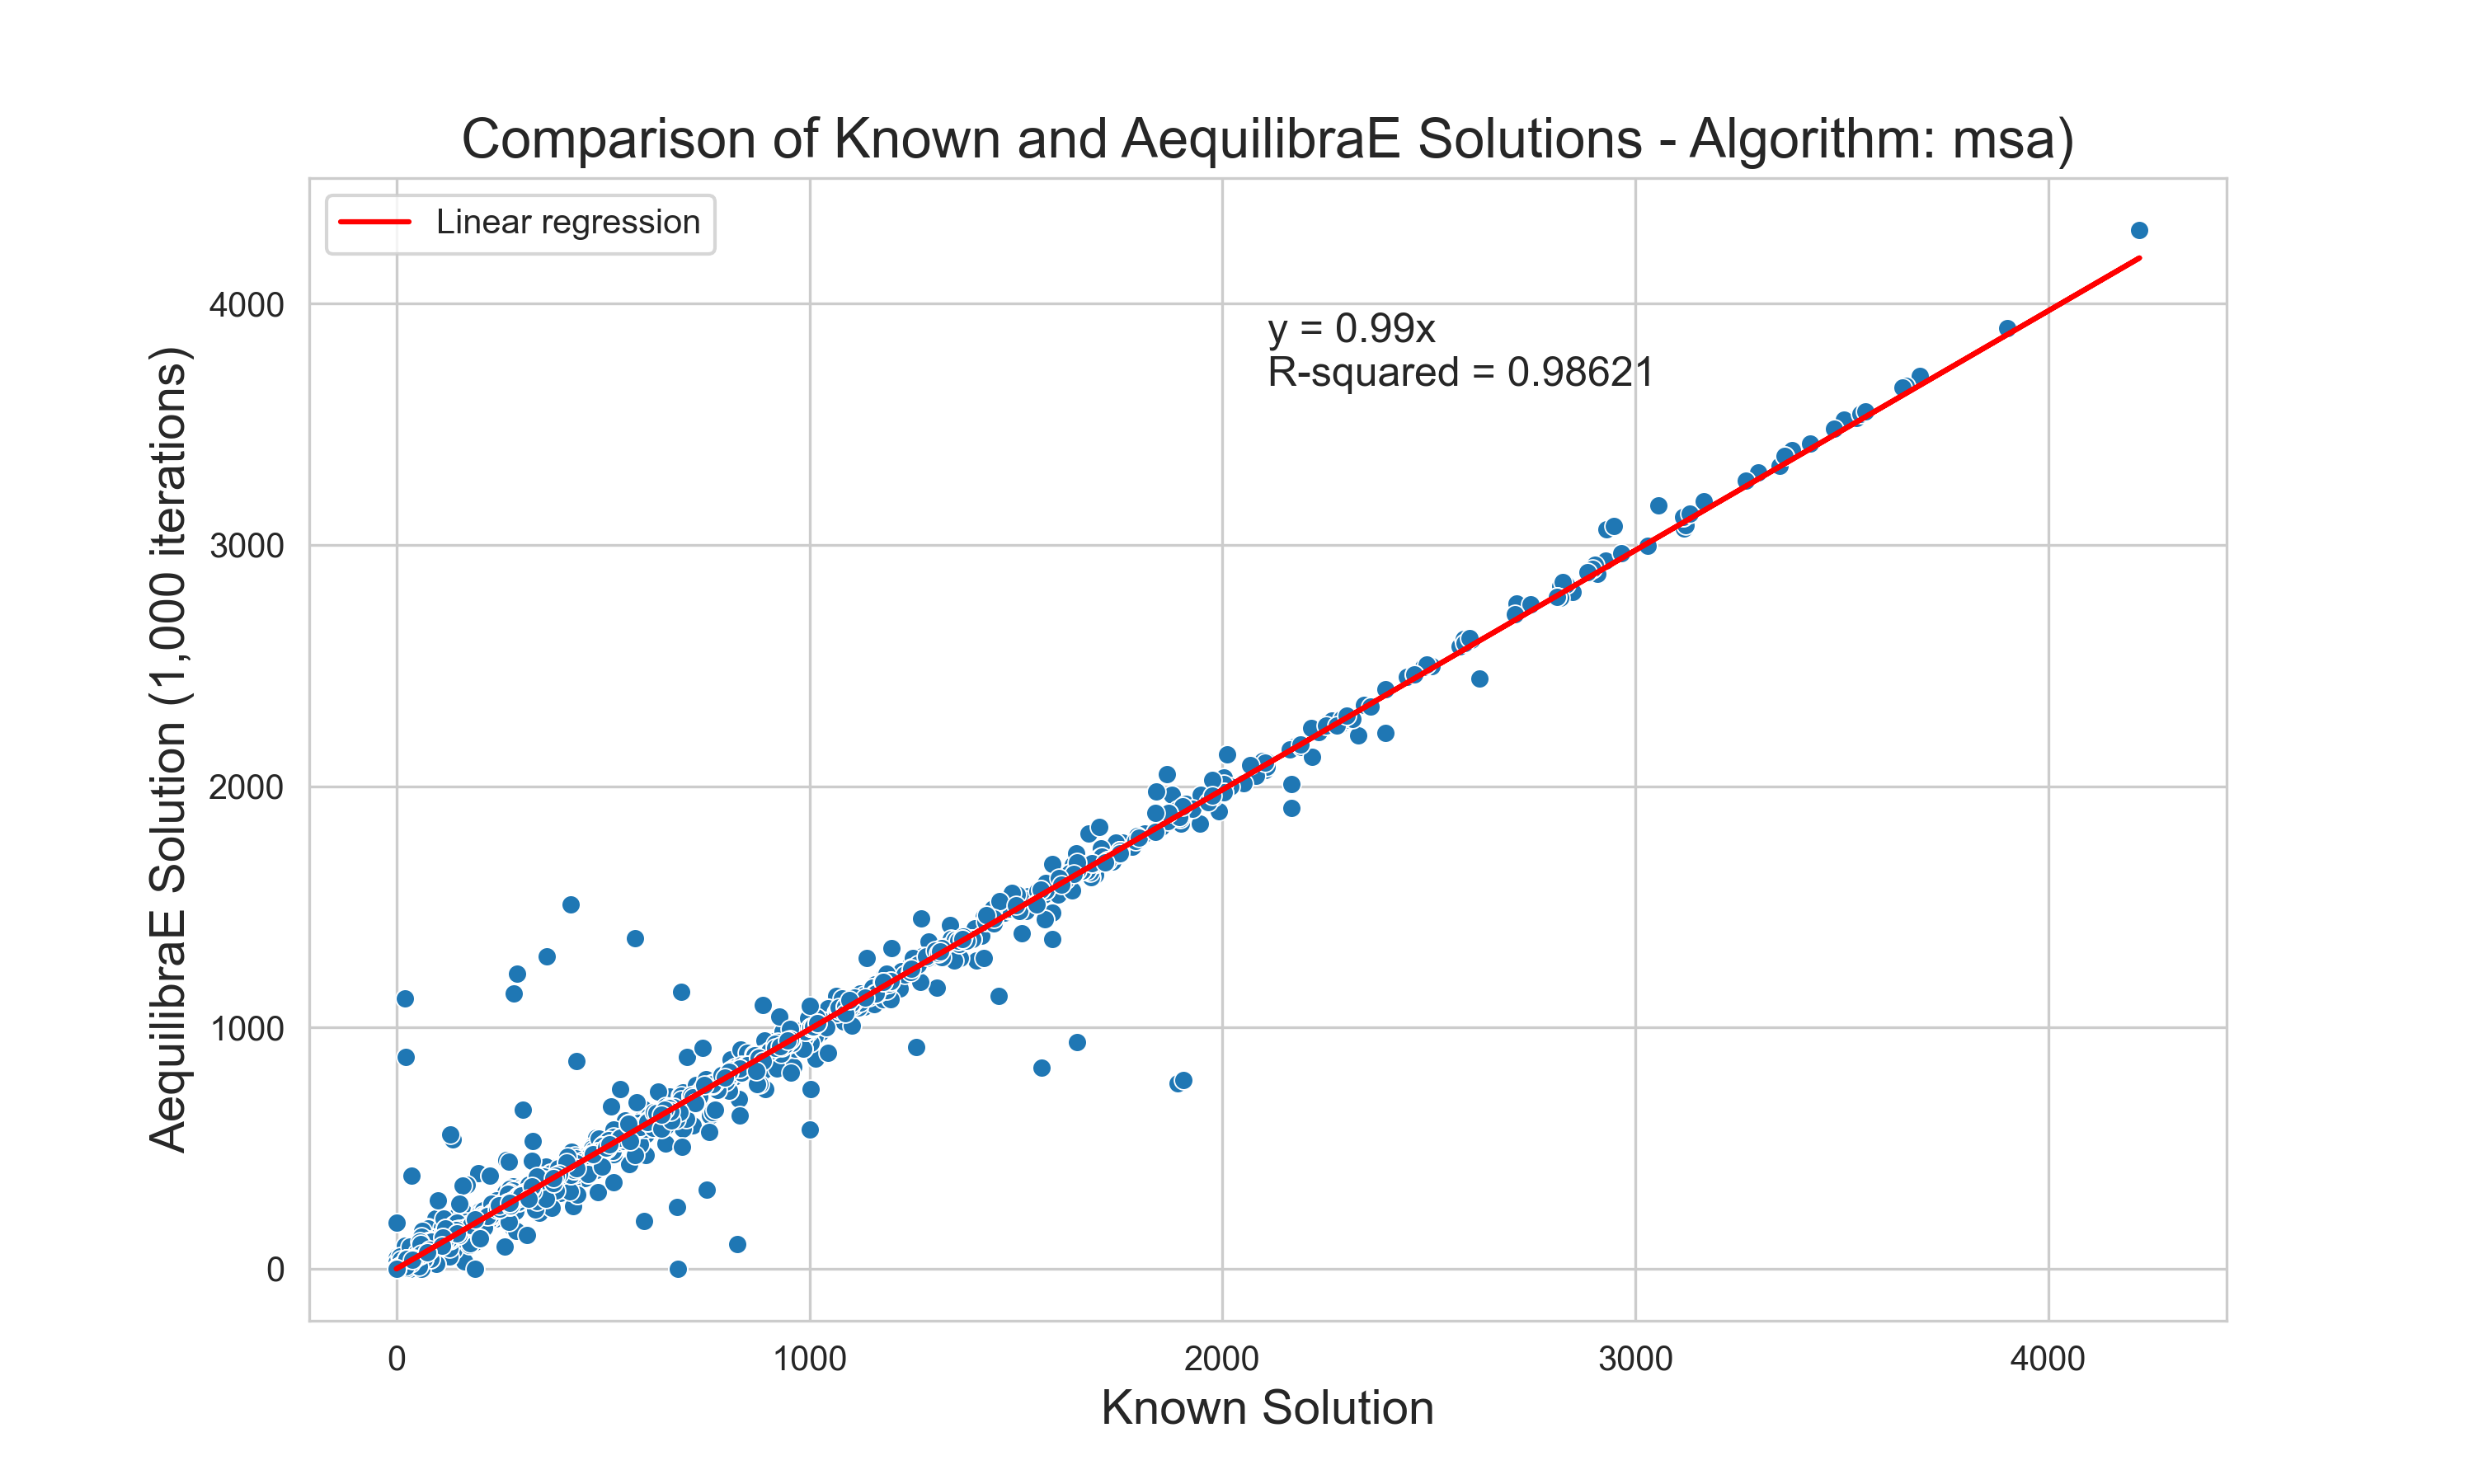 Comparison of Known and AequilibraE Solutions - Algorithm: msa)
Linear regression
y = 0.99x
R-squared = 0.98621
AequilibraE Solution (1,000 iterations)
4000
3000
2000
1000
0
0 1000 2000 3000 4000
Known Solution